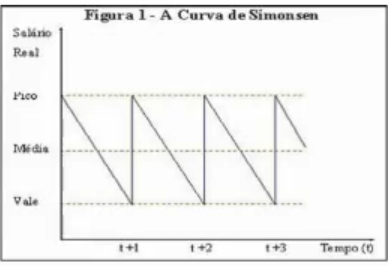 Figura 1 - A Curva de Simonsen
Salário
Real
Pico
Média
Vale
t+1 t+2 t+3 Tempo (t)